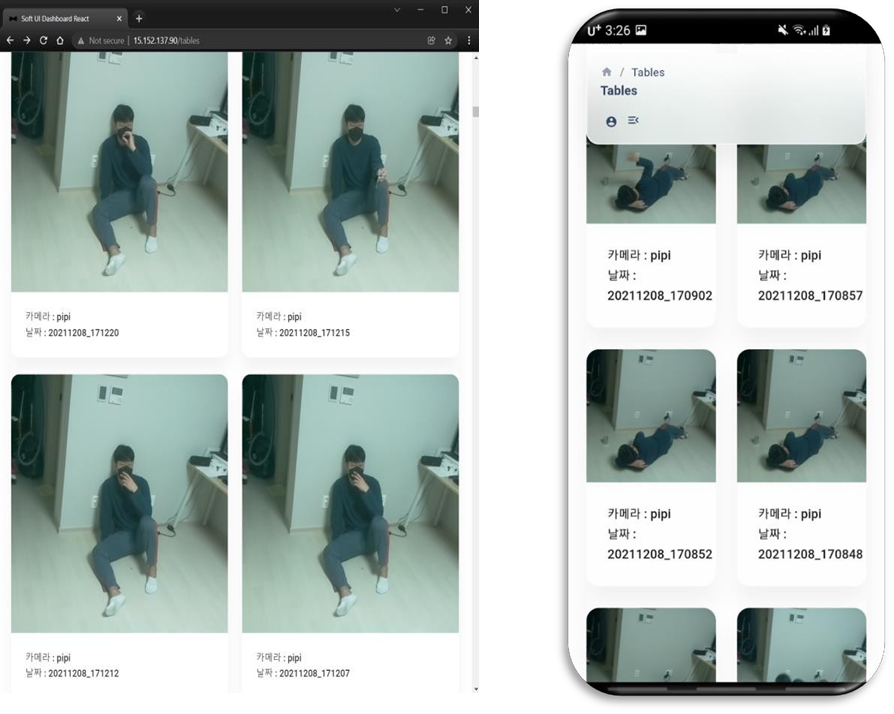 Soft UI Dashboard React
Not secure | 15.152.137.90/tables
카메라 : pipi
날짜 : 20211208_171220
카메라 : pipi
날짜 : 20211208_171215
카메라 : pipi
날짜 : 20211208_171212
카메라 : pipi
날짜 : 20211208_171207
U+ 3:26
/ Tables
Tables
카메라 : pipi
날짜 :
20211208_170902
카메라 : pipi
날짜 :
20211208_170857
카메라 : pipi
날짜 :
20211208_170852
카메라 : pipi
날짜 :
20211208_170848